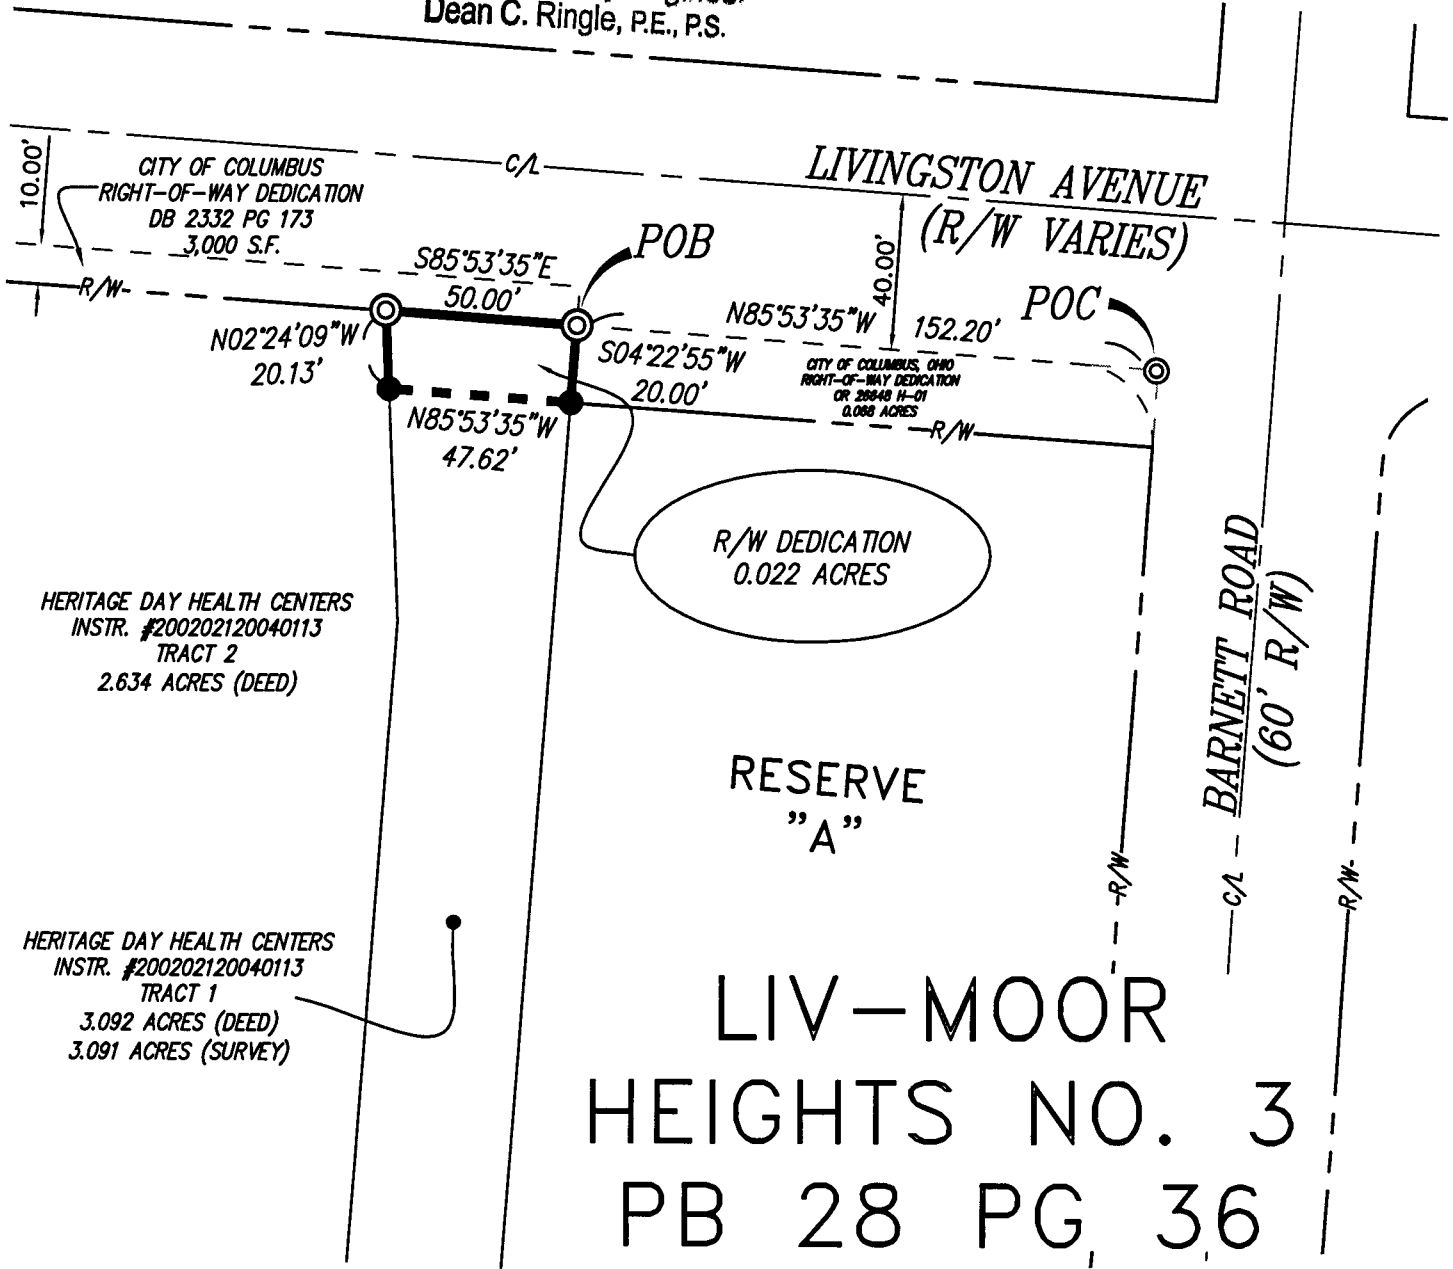 Dean C. Ringle, P.E., P.S.
10.00'
CITY OF COLUMBUS
RIGHT-OF-WAY DEDICATION
DB 2332 PG 173
3,000 S.F.
C/L
LIVINGSTON AVENUE
(R/W VARIES)
40.00'
POB
S85°53'35"E
50.00'
R/W
N02°24'09"W
20.13'
S04°22'55"W
20.00'
N85°53'35"W
152.20'
POC
CITY OF COLUMBUS, OHIO
RIGHT-OF-WAY DEDICATION
OR 26848 H-01
0.088 ACRES
R/W
N85°53'35"W
47.62'
R/W DEDICATION
0.022 ACRES
HERITAGE DAY HEALTH CENTERS
INSTR. #200202120040113
TRACT 2
2.634 ACRES (DEED)
BARNETT ROAD
(60' R/W)
RESERVE
"A"
R/W
C/L
R/W
HERITAGE DAY HEALTH CENTERS
INSTR. #200202120040113
TRACT 1
3.092 ACRES (DEED)
3.091 ACRES (SURVEY)
LIV-MOOR
HEIGHTS NO. 3
PB 28 PG 36